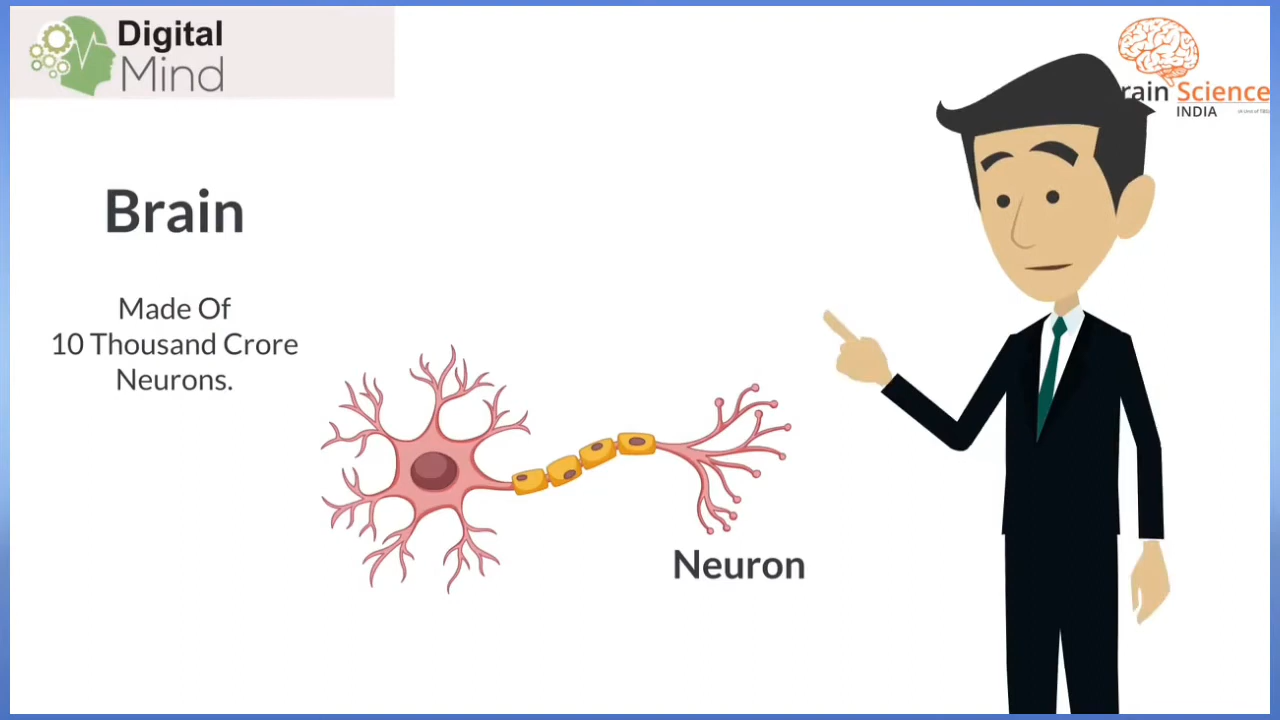 Digital
Mind
rain Science
INDIA
Brain
Made Of
10 Thousand Crore
Neurons.
Neuron